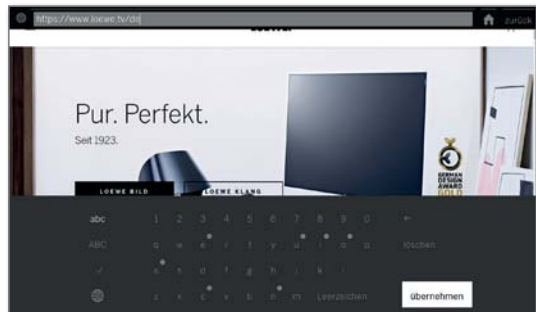 https://www.loewe.tv/de
zurück
Pur. Perfekt.
Seit 1923.
LOEWE BILD LOEWE KLANG
GERMAN
DESIGN
AWARD
GOLD
abc 1 2 3 4 5 6 7 8 9 0
ABC q w e r t y u i o p löschen
a s d f g h j k l
z x c v b n m Leerzeichen übernehmen